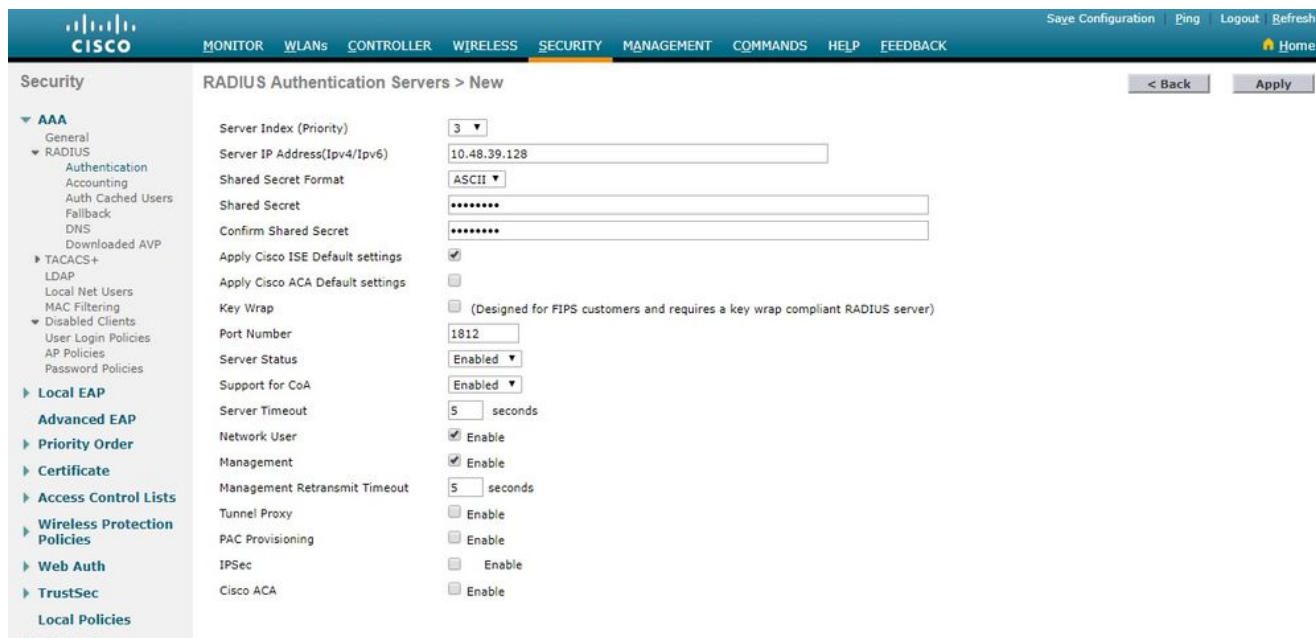 Save Configuration Ping Logout Refresh
CISCO MONITOR WLANs CONTROLLER WIRELESS SECURITY MANAGEMENT COMMANDS HELP FEEDBACK Home
Security
AAA
General
RADIUS
Authentication
Accounting
Auth Cached Users
Fallback
DNS
Downloaded AVP
TACACS+
LDAP
Local Net Users
MAC Filtering
Disabled Clients
User Login Policies
AP Policies
Password Policies
Local EAP
Advanced EAP
Priority Order
Certificate
Access Control Lists
Wireless Protection
Policies
Web Auth
TrustSec
Local Policies
RADIUS Authentication Servers > New < Back Apply
Server Index (Priority) 3
Server IP Address(Ipv4/Ipv6) 10.48.39.128
Shared Secret Format ASCII
Shared Secret ••••••••
Confirm Shared Secret ••••••••
Apply Cisco ISE Default settings
Apply Cisco ACA Default settings
Key Wrap (Designed for FIPS customers and requires a key wrap compliant RADIUS server)
Port Number 1812
Server Status Enabled
Support for CoA Enabled
Server Timeout 5 seconds
Network User Enable
Management Enable
Management Retransmit Timeout 5 seconds
Tunnel Proxy Enable
PAC Provisioning Enable
IPSec Enable
Cisco ACA Enable